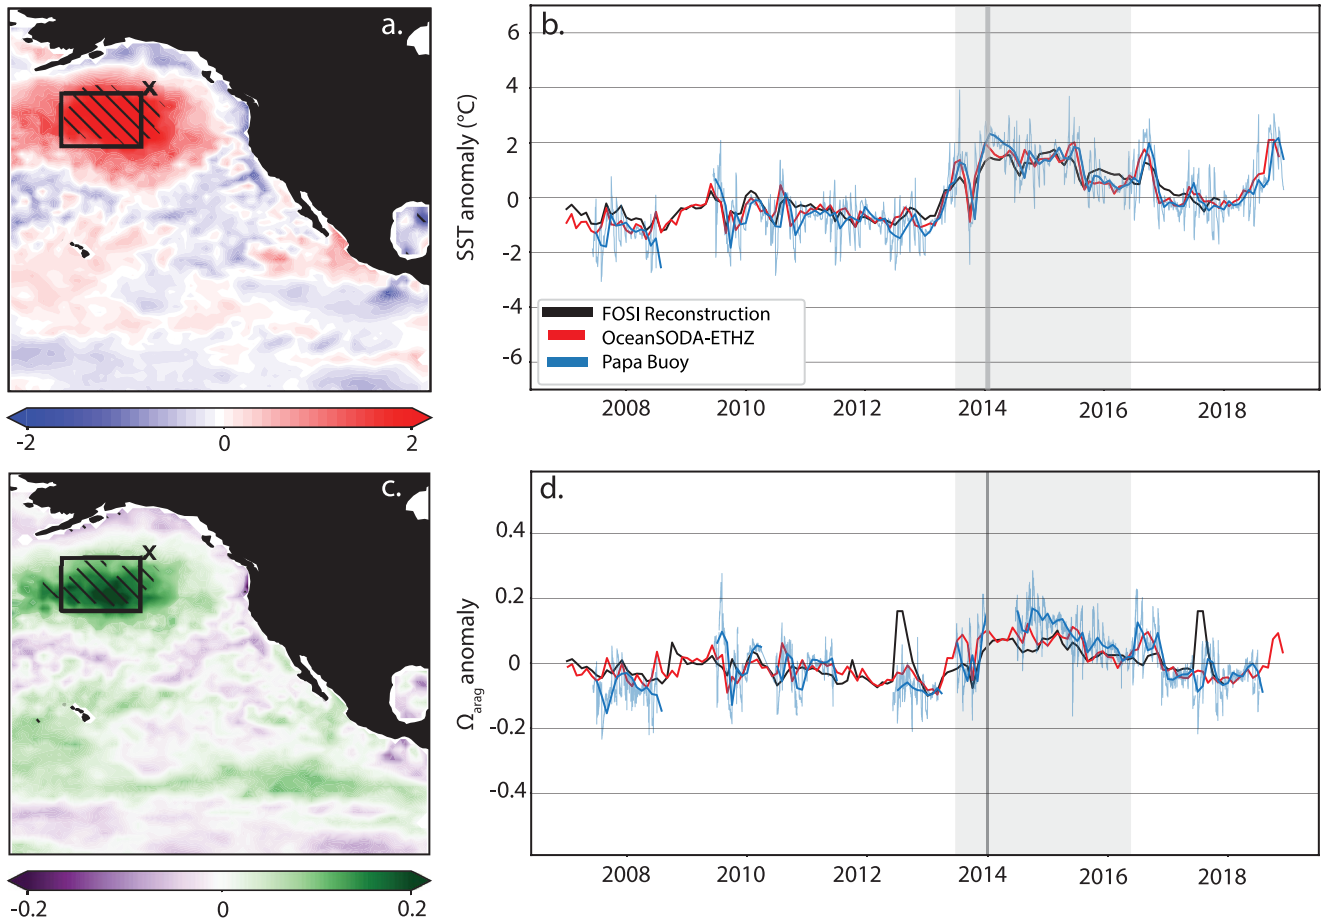 a.
x
-2 0 2
b.
SST anomaly (°C)
6
4
2
0
-2
-4
-6
FOSI Reconstruction
OceanSODA-ETHZ
Papa Buoy
2008 2010 2012 2014 2016 2018
c.
x
-0.2 0 0.2
d.
Ωarag anomaly
0.4
0.2
0
-0.2
-0.4
2008 2010 2012 2014 2016 2018